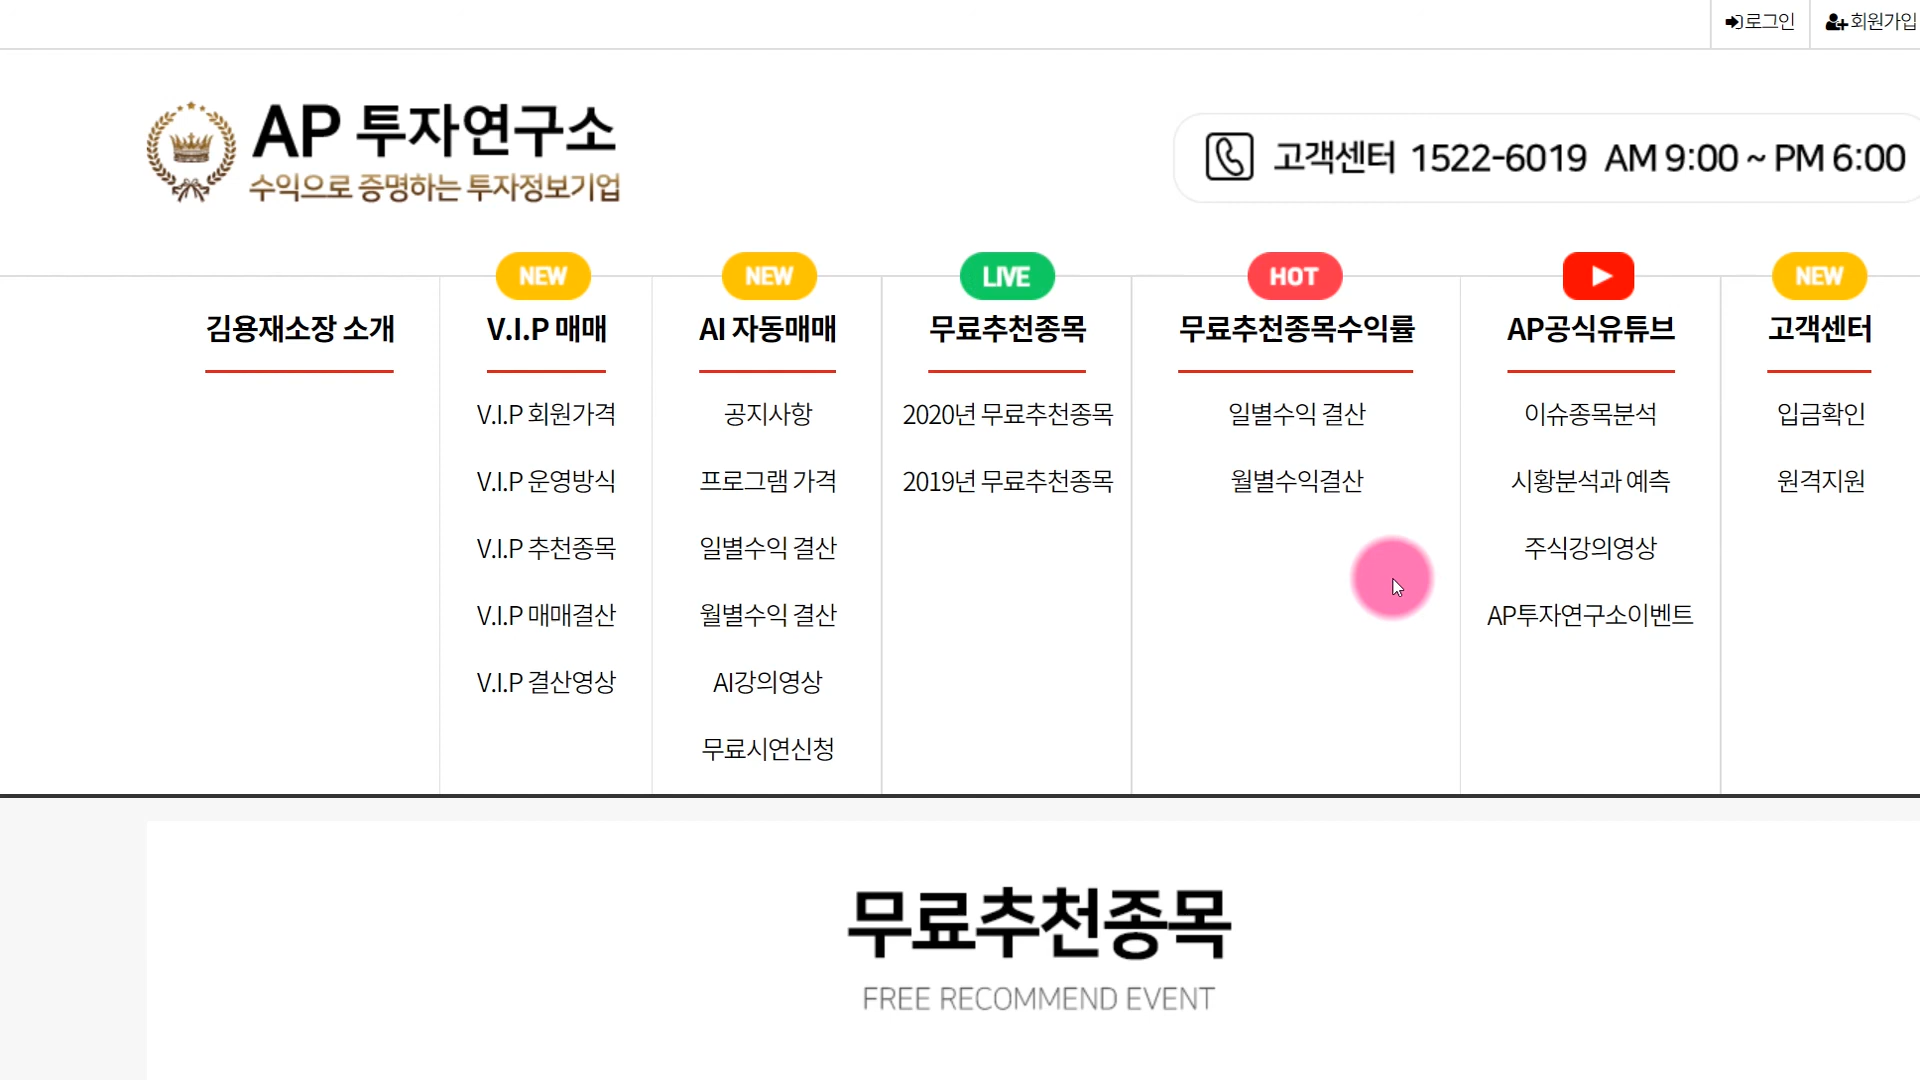 로그인 회원가입
AP 투자연구소
수익으로 증명하는 투자정보기업
고객센터 1522-6019 AM 9:00 ~ PM 6:00
NEW NEW LIVE HOT NEW
김용재소장 소개 V.I.P 매매 AI 자동매매 무료추천종목 무료추천종목수익률 AP공식유튜브 고객센터
V.I.P 회원가격 공지사항 2020년 무료추천종목 일별수익 결산 이슈종목분석 입금확인
V.I.P 운영방식 프로그램 가격 2019년 무료추천종목 월별수익결산 시황분석과 예측 원격지원
V.I.P 추천종목 일별수익 결산 주식강의영상
V.I.P 매매결산 월별수익 결산 AP투자연구소이벤트
V.I.P 결산영상 AI강의영상
무료시연신청
무료추천종목
FREE RECOMMEND EVENT